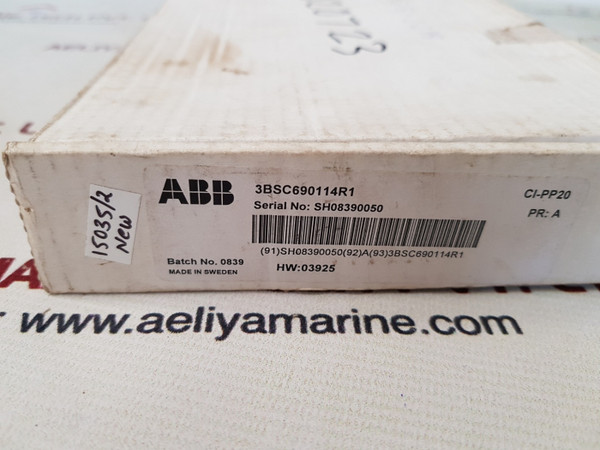 ABB
3BSC690114R1
Serial No: SH08390050
CI-PP20
PR: A
(91)SH08390050(92)A(93)3BSC690114R1
Batch No. 0839
MADE IN SWEDEN
HW:03925
15035/2
New
www.aeliyamarine.com